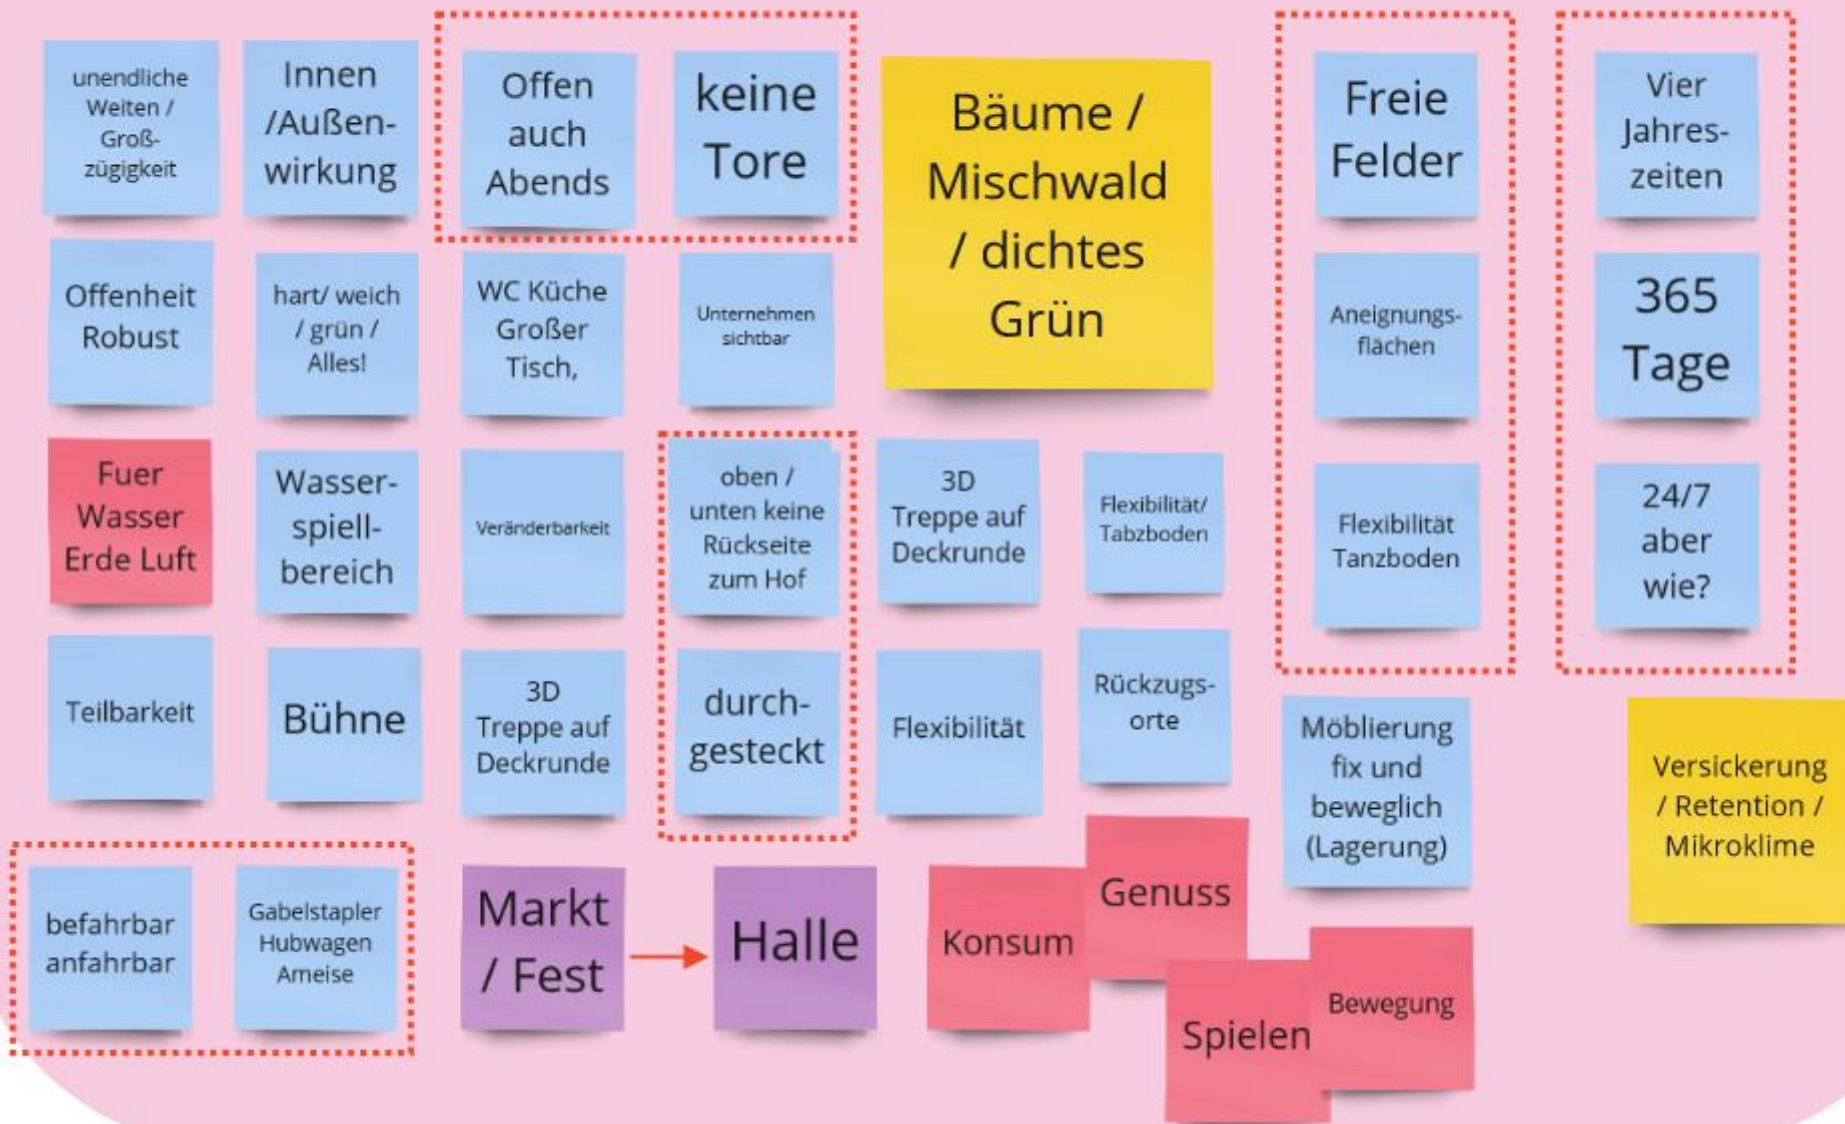 unendliche
Weiten /
Groß-
zügigkeit
Innen
/Außen-
wirkung
Offen
auch
Abends
keine
Tore
Bäume /
Mischwald
/ dichtes
Grün
Freie
Felder
Vier
Jahres-
zeiten
Offenheit
Robust
hart/ weich
/ grün /
Alles!
WC Küche
Großer
Tisch,
Unternehmen
sichtbar
Aneignungs-
flächen
365
Tage
Fuer
Wasser
Erde Luft
Wasser-
spiell-
bereich
Veränderbarkeit
oben /
unten keine
Rückseite
zum Hof
3D
Treppe auf
Deckrunde
Flexibilität/
Tabzboden
Flexibilität
Tanzboden
24/7
aber
wie?
Teilbarkeit
Bühne
3D
Treppe auf
Deckrunde
durch-
gesteckt
Flexibilität
Rückzugs-
orte
Möblierung
fix und
beweglich
(Lagerung)
Versickerung
/ Retention /
Mikroklime
befahrbar
anfahrbar
Gabelstapler
Hubwagen
Ameise
Markt
/ Fest
Halle
Konsum
Genuss
Spielen
Bewegung